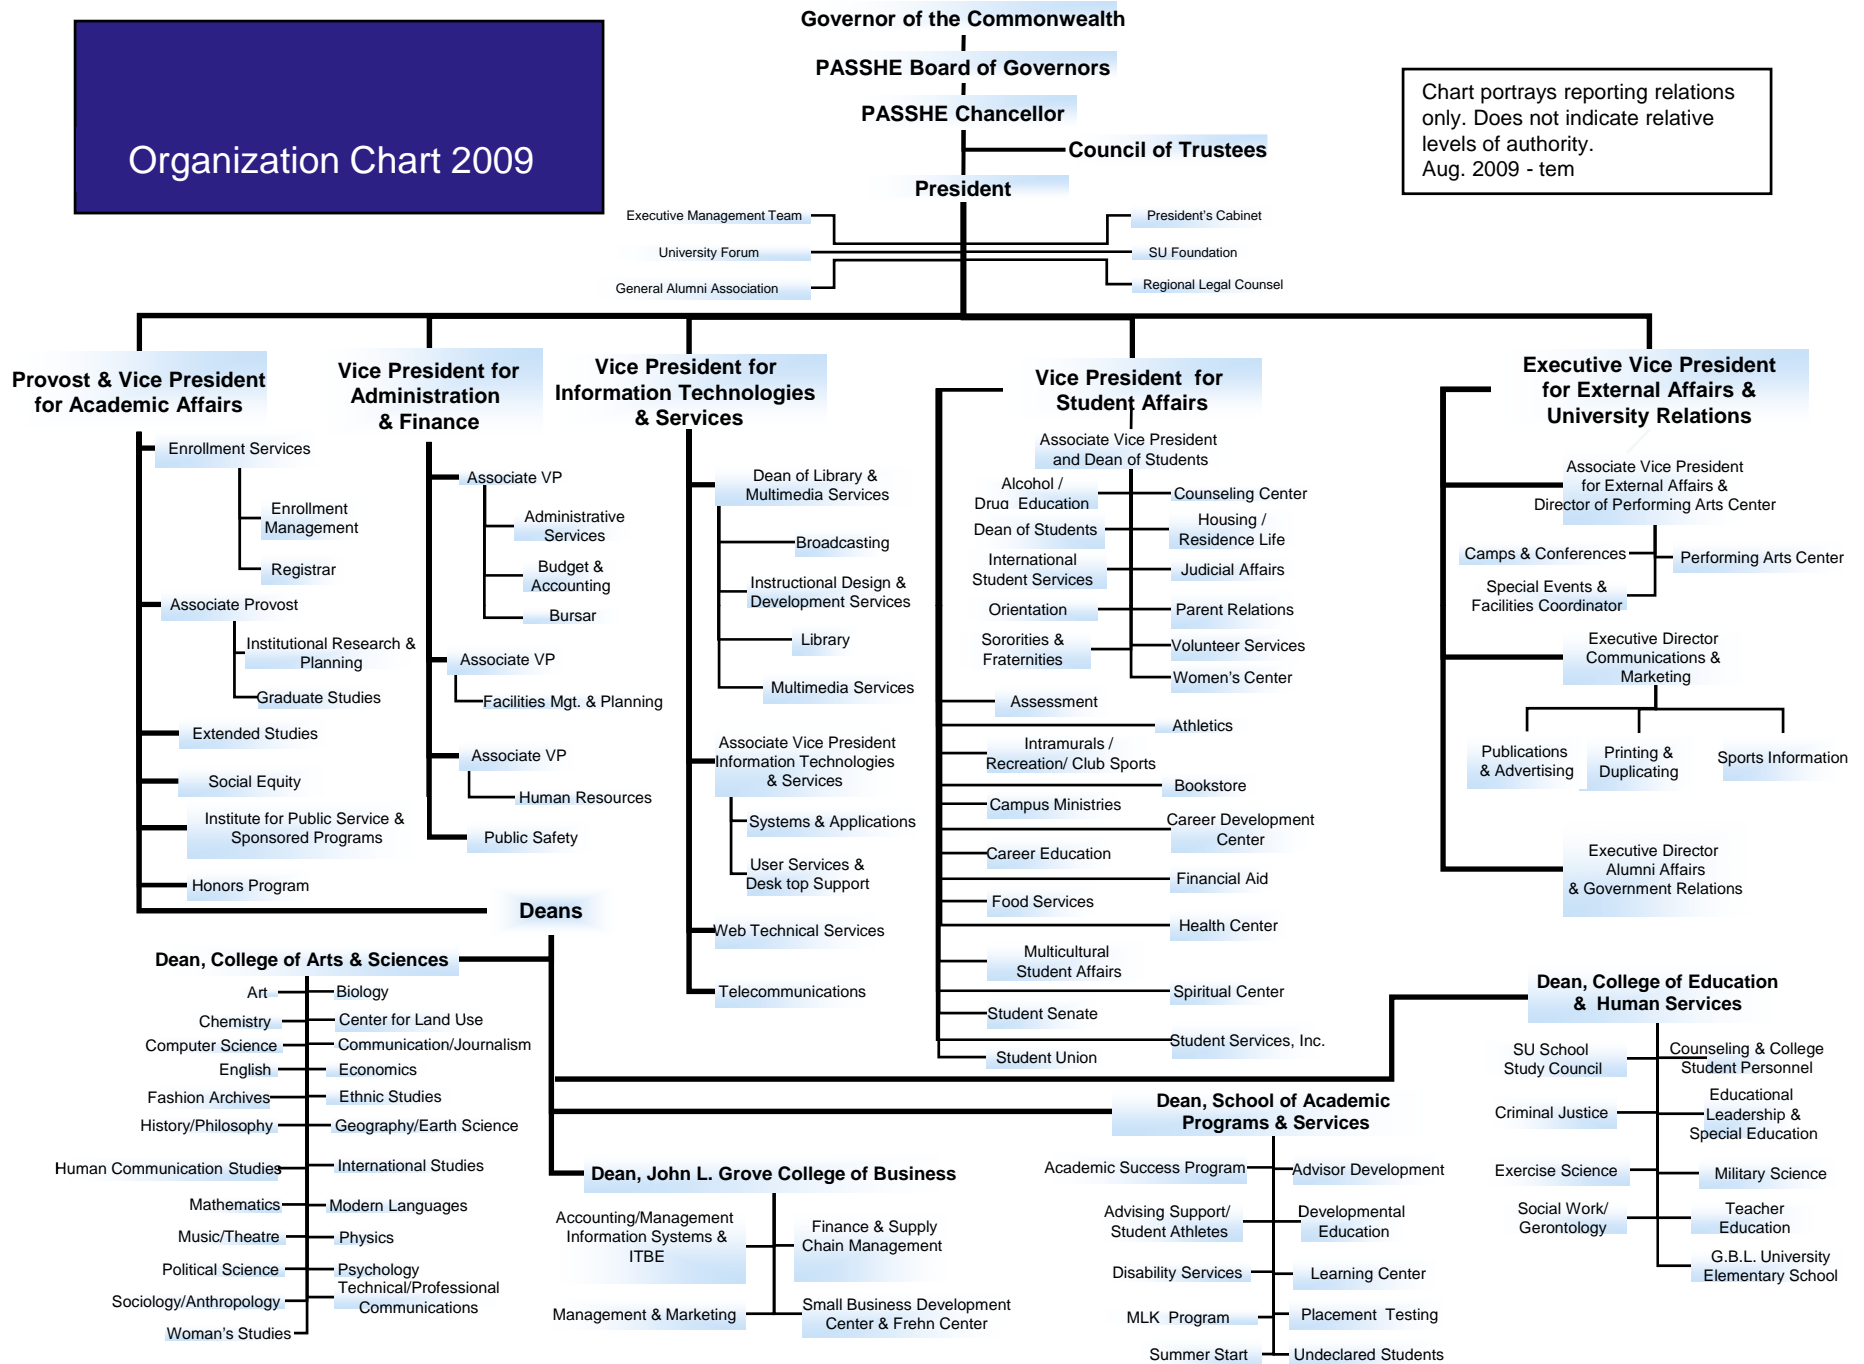 Governor of the Commonwealth
PASSHE Board of Governors
PASSHE Chancellor
Council of Trustees
President
Organization Chart 2009
Chart portrays reporting relations
only. Does not indicate relative
levels of authority.
Aug. 2009 - tem
Executive Management Team
President's Cabinet
University Forum
SU Foundation
General Alumni Association
Regional Legal Counsel
Provost & Vice President
for Academic Affairs
Enrollment Services
Enrollment
Management
Registrar
Associate Provost
Institutional Research &
Planning
Graduate Studies
Extended Studies
Social Equity
Institute for Public Service &
Sponsored Programs
Honors Program
Deans
Vice President for
Administration
& Finance
Associate VP
Administrative
Services
Budget &
Accounting
Bursar
Associate VP
Facilities Mgt. & Planning
Associate VP
Human Resources
Public Safety
Vice President for
Information Technologies
& Services
Dean of Library &
Multimedia Services
Broadcasting
Instructional Design &
Development Services
Library
Multimedia Services
Associate Vice President
Information Technologies
& Services
Systems & Applications
User Services &
Desk top Support
Web Technical Services
Telecommunications
Vice President for
Student Affairs
Associate Vice President
and Dean of Students
Alcohol /
Drug Education
Counseling Center
Dean of Students
Housing /
Residence Life
International
Student Services
Judicial Affairs
Orientation
Parent Relations
Sororities &
Fraternities
Volunteer Services
Women's Center
Assessment
Athletics
Intramurals /
Recreation/ Club Sports
Bookstore
Campus Ministries
Career Development
Center
Career Education
Financial Aid
Food Services
Health Center
Multicultural
Student Affairs
Spiritual Center
Student Senate
Student Services, Inc.
Student Union
Executive Vice President
for External Affairs &
University Relations
Associate Vice President
for External Affairs &
Director of Performing Arts Center
Camps & Conferences
Performing Arts Center
Special Events &
Facilities Coordinator
Executive Director
Communications &
Marketing
Publications
& Advertising
Printing &
Duplicating
Sports Information
Executive Director
Alumni Affairs
& Government Relations
Dean, College of Arts & Sciences
Art
Biology
Chemistry
Center for Land Use
Computer Science
Communication/Journalism
English
Economics
Fashion Archives
Ethnic Studies
History/Philosophy
Geography/Earth Science
Human Communication Studies
International Studies
Mathematics
Modern Languages
Music/Theatre
Physics
Political Science
Psychology
Sociology/Anthropology
Technical/Professional
Communications
Woman's Studies
Dean, John L. Grove College of Business
Accounting/Management
Information Systems &
ITBE
Finance & Supply
Chain Management
Management & Marketing
Small Business Development
Center & Frehn Center
Dean, School of Academic
Programs & Services
Academic Success Program
Advisor Development
Advising Support/
Student Athletes
Developmental
Education
Disability Services
Learning Center
MLK Program
Placement Testing
Summer Start
Undeclared Students
Dean, College of Education
& Human Services
SU School
Study Council
Counseling & College
Student Personnel
Criminal Justice
Educational
Leadership &
Special Education
Exercise Science
Military Science
Social Work/
Gerontology
Teacher
Education
G.B.L. University
Elementary School